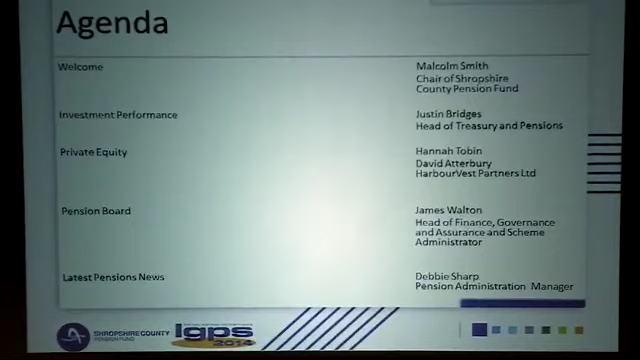 Agenda
Welcome
Malcolm Smith
Chair of Shropshire
County Pension Fund
Investment Performance
Justin Bridges
Head of Treasury and Pensions
Private Equity
Hannah Tobin
David Atterbury
HarbourVest Partners Ltd
Pension Board
James Walton
Head of Finance, Governance
and Assurance and Scheme
Administrator
Latest Pensions News
Debbie Sharp
Pension Administration Manager
SHROPSHIRE COUNTY
PENSION FUND
lgps
2014